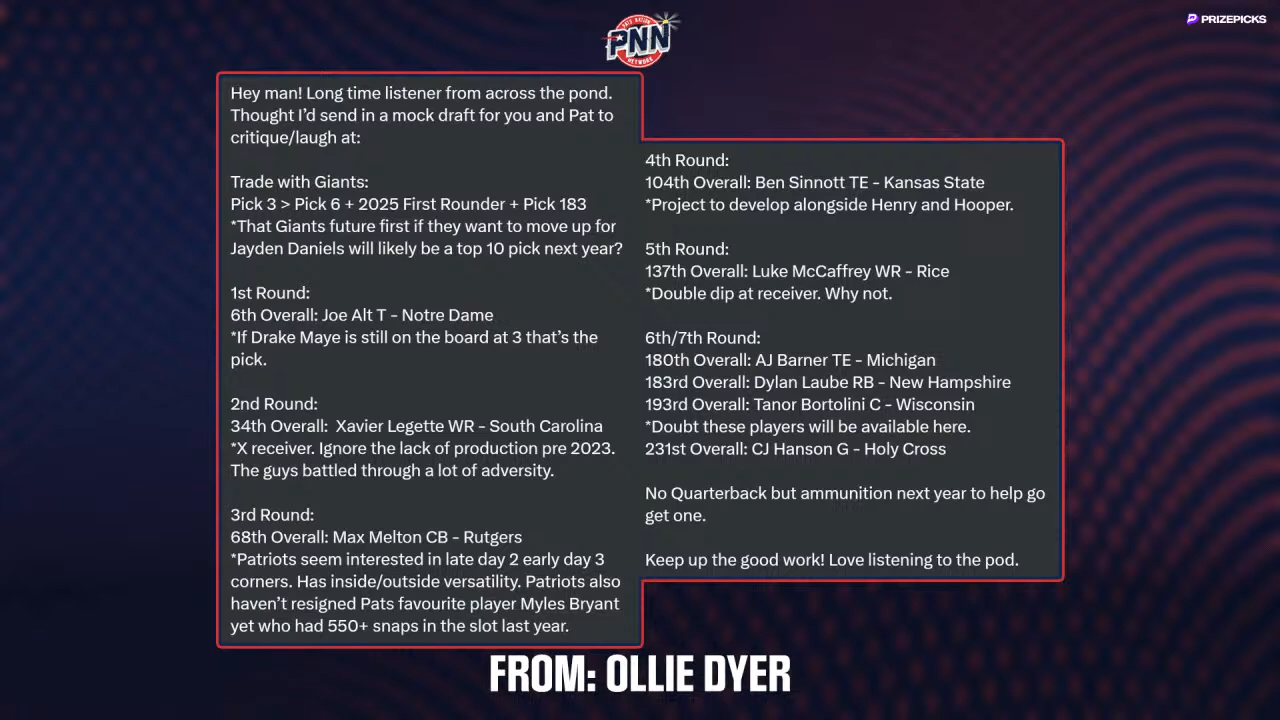 PATS NATION
PNN
NETWORK
PRIZEPICKS
Hey man! Long time listener from across the pond.
Thought I'd send in a mock draft for you and Pat to
critique/laugh at:
Trade with Giants:
Pick 3 > Pick 6 + 2025 First Rounder + Pick 183
*That Giants future first if they want to move up for
Jayden Daniels will likely be a top 10 pick next year?
1st Round:
6th Overall: Joe Alt T - Notre Dame
*If Drake Maye is still on the board at 3 that's the
pick.
2nd Round:
34th Overall: Xavier Legette WR - South Carolina
*X receiver. Ignore the lack of production pre 2023.
The guys battled through a lot of adversity.
3rd Round:
68th Overall: Max Melton CB - Rutgers
*Patriots seem interested in late day 2 early day 3
corners. Has inside/outside versatility. Patriots also
haven't resigned Pats favourite player Myles Bryant
yet who had 550+ snaps in the slot last year.
4th Round:
104th Overall: Ben Sinnott TE - Kansas State
*Project to develop alongside Henry and Hooper.
5th Round:
137th Overall: Luke McCaffrey WR - Rice
*Double dip at receiver. Why not.
6th/7th Round:
180th Overall: AJ Barner TE - Michigan
183rd Overall: Dylan Laube RB - New Hampshire
193rd Overall: Tanor Bortolini C - Wisconsin
*Doubt these players will be available here.
231st Overall: CJ Hanson G - Holy Cross
No Quarterback but ammunition next year to help go
get one.
Keep up the good work! Love listening to the pod.
FROM: OLLIE DYER